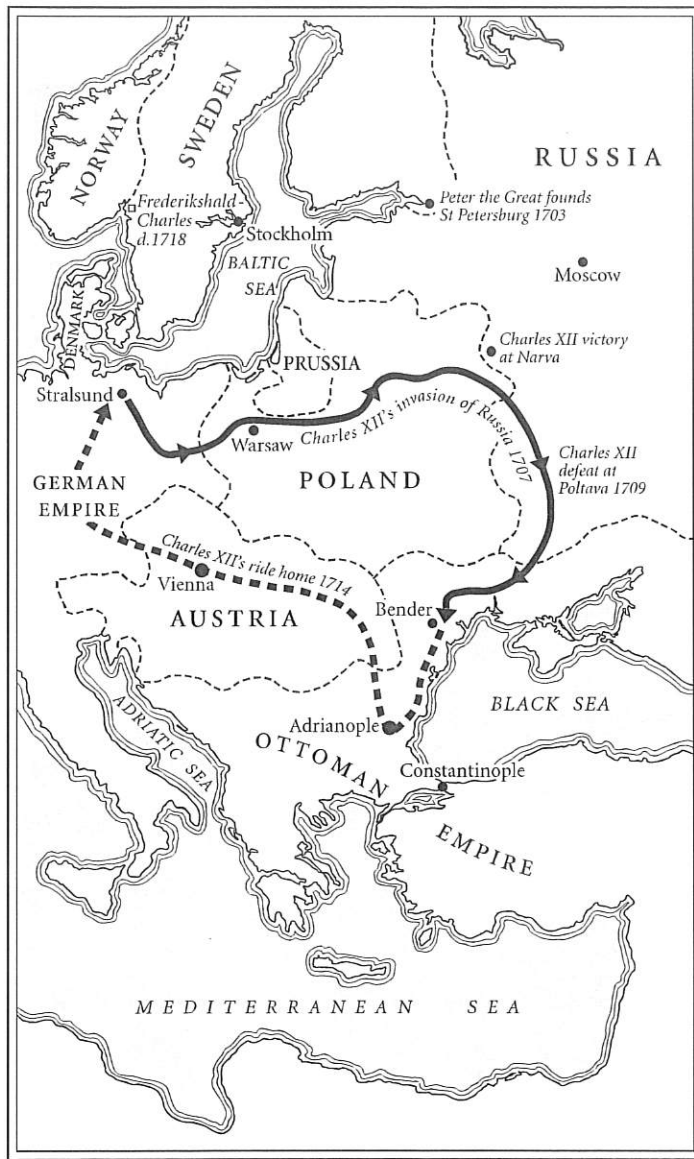 NORWAY
SWEDEN
RUSSIA
Frederikshald -
Charles
d.1718
Stockholm
Peter the Great founds
St Petersburg 1703
BALTIC
SEA
Moscow
DENMARK
PRUSSIA
Charles XII victory
at Narva
Stralsund
Warsaw
Charles XII's invasion of Russia 1707
Charles XII
defeat at
Poltava 1709
POLAND
GERMAN
EMPIRE
Charles XII's ride home 1714
Vienna
AUSTRIA
Bender
BLACK SEA
ADRIATIC SEA
Adrianople
OTTOMAN
Constantinople
EMPIRE
MEDITERRANEAN SEA